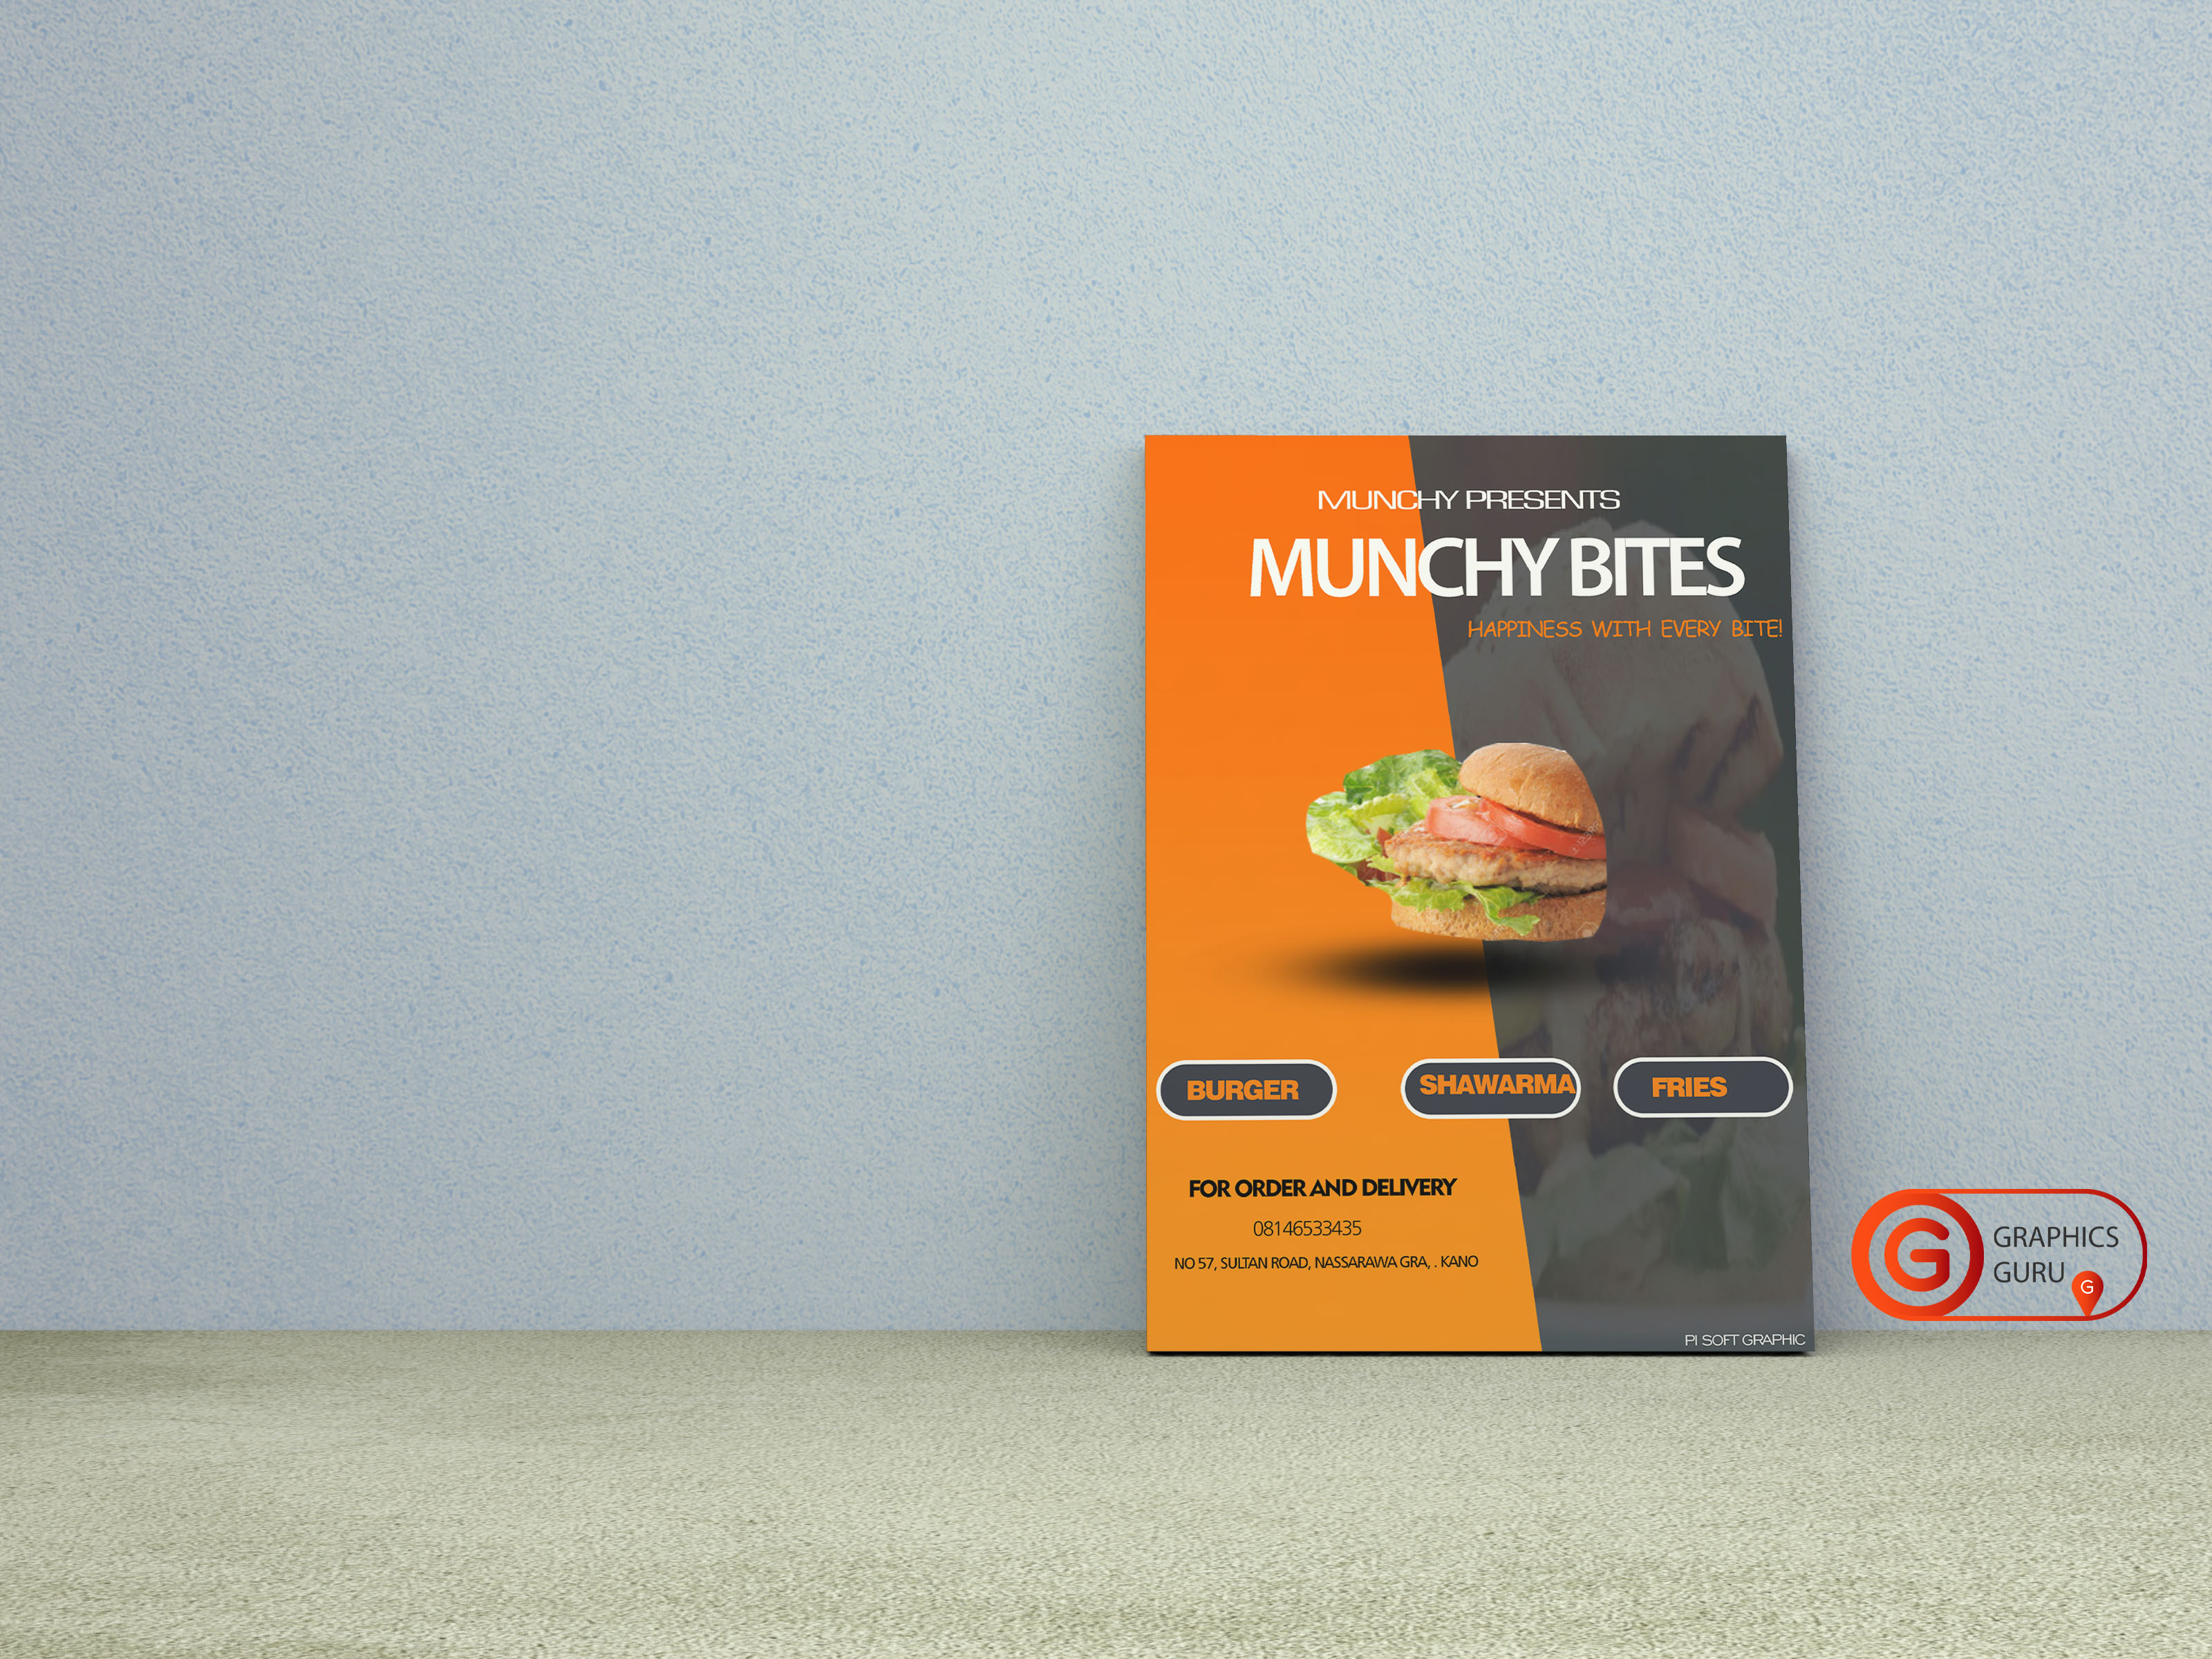 MUNCHY PRESENTS
MUNCHY BITES
HAPPINESS WITH EVERY BITE!
BURGER
SHAWARMA
FRIES
FOR ORDER AND DELIVERY
08146533435
NO 57, SULTAN ROAD, NASSARAWA GRA, . KANO
PI SOFT GRAPHIC
G
GRAPHICS
GURU
G